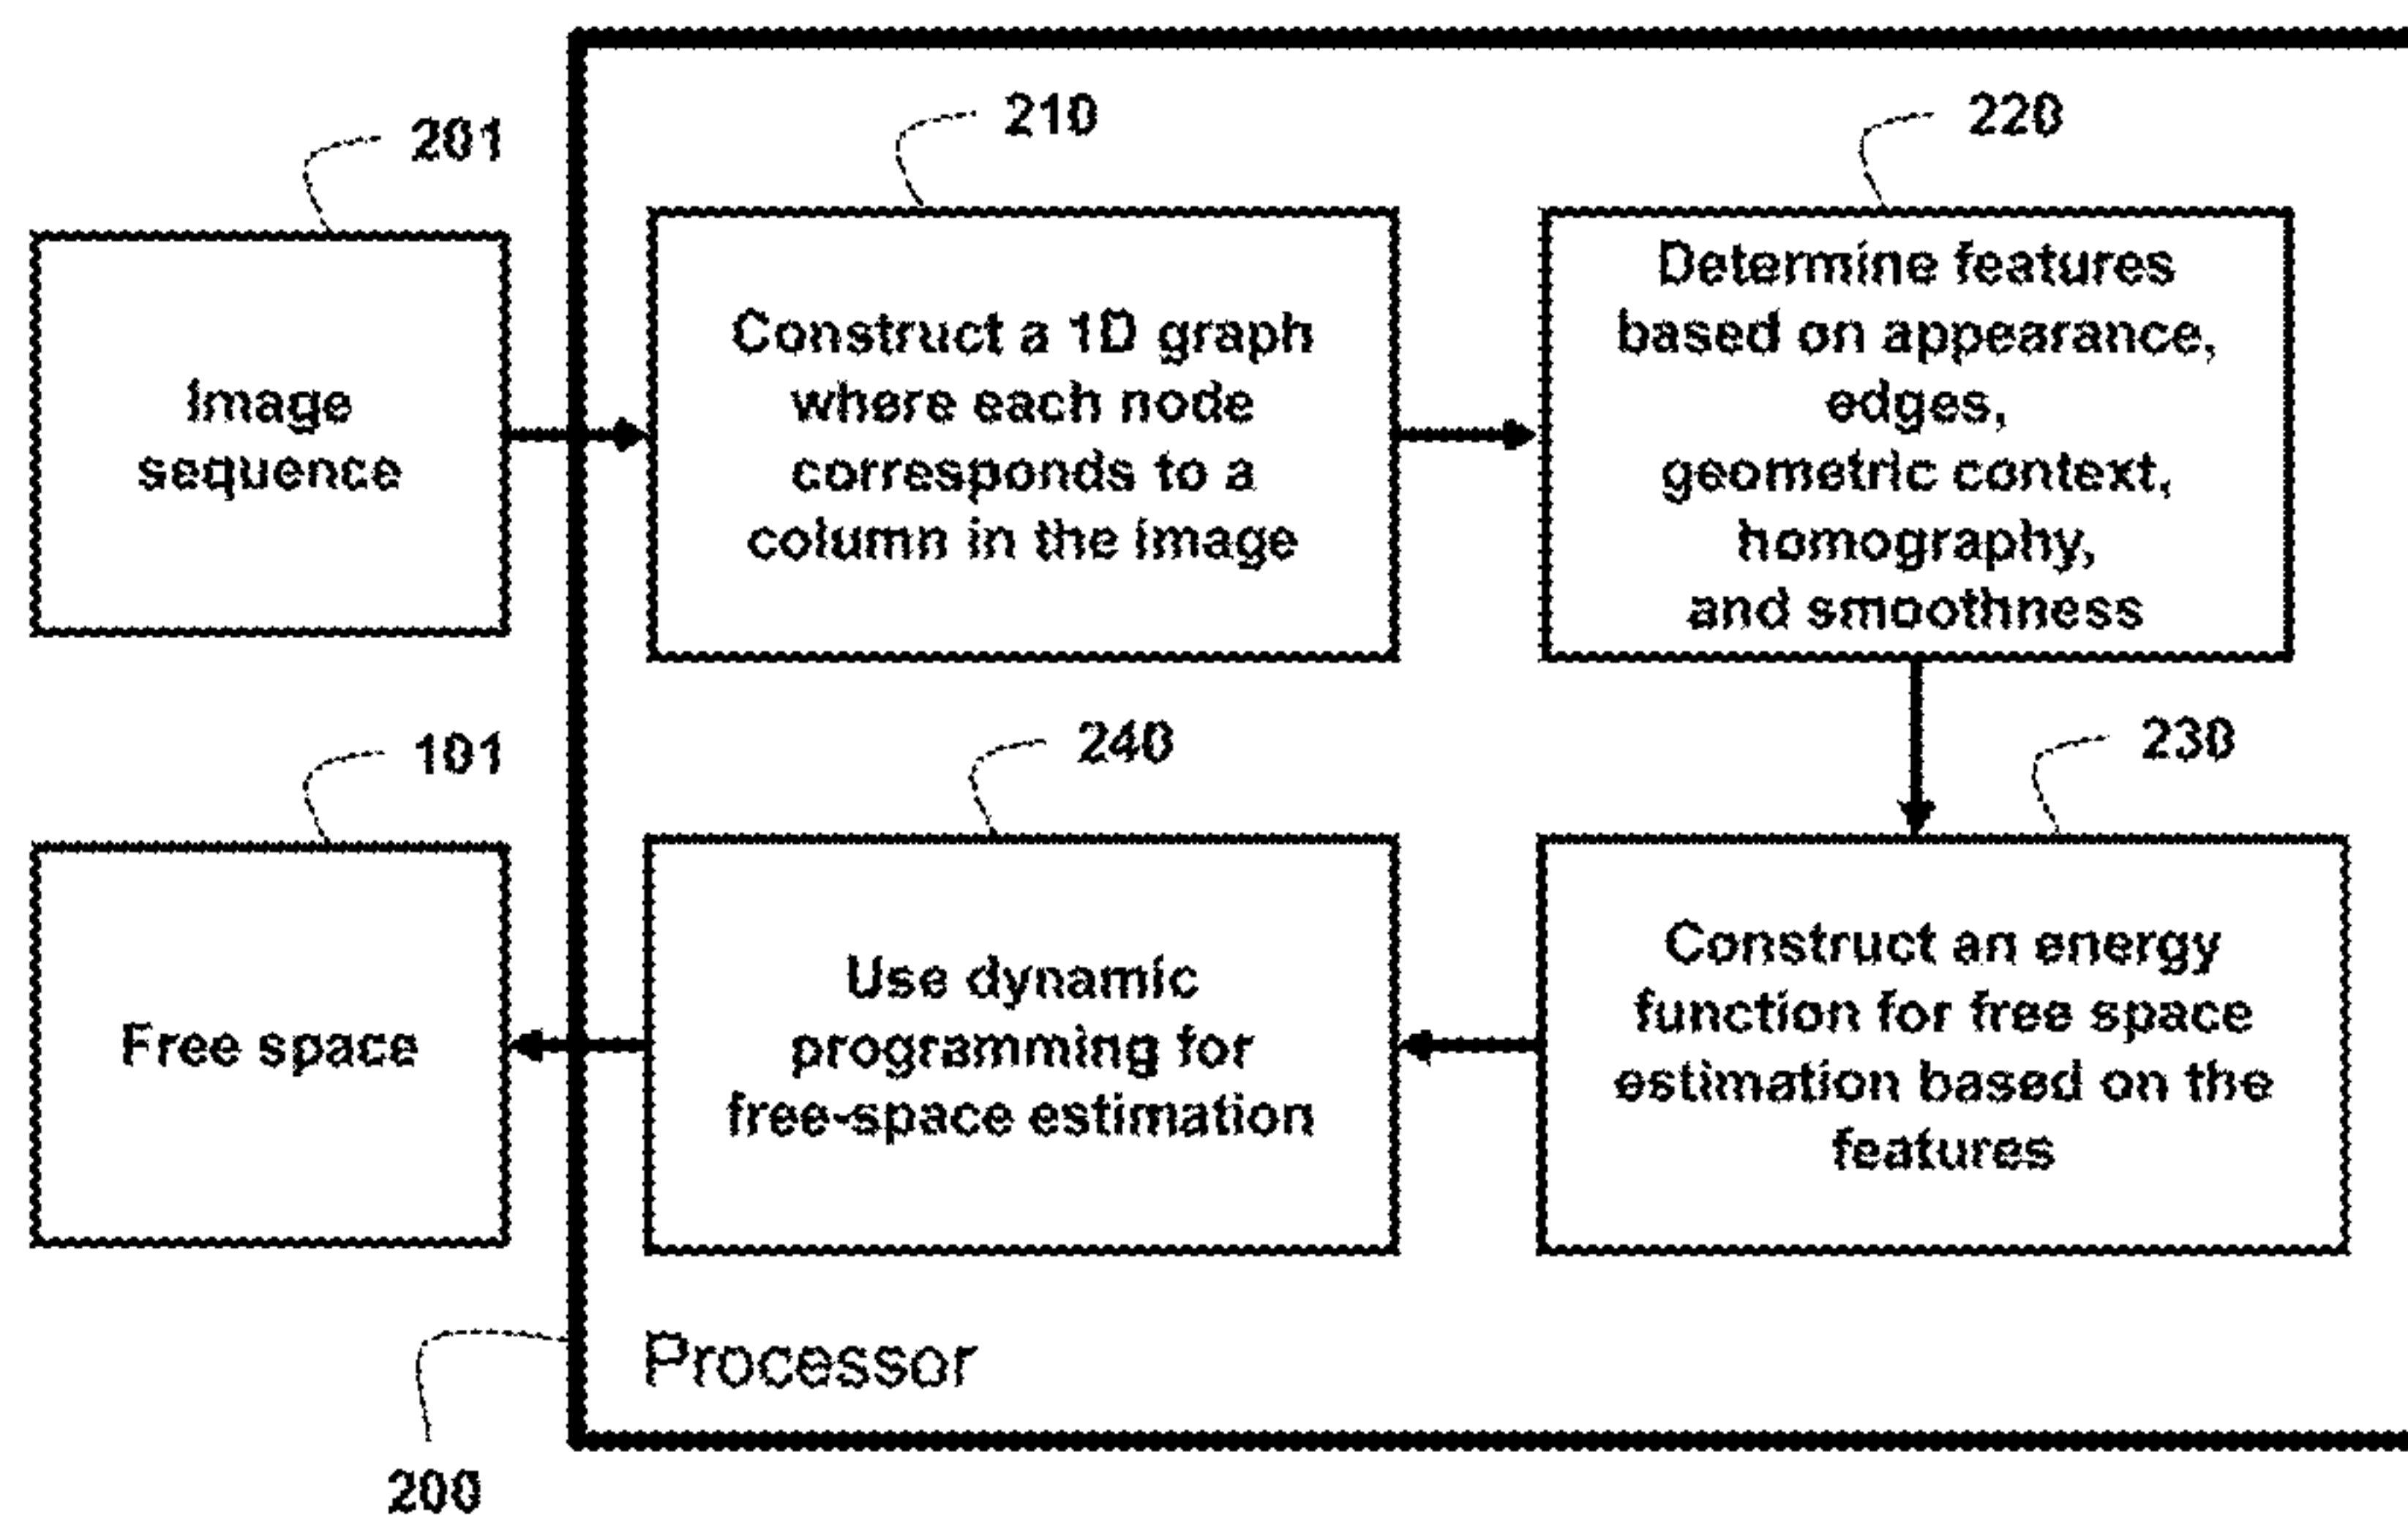 201
210
220
Image
sequence
Construct a 1D graph
where each node
corresponds to a
column in the image
Determine features
based on appearance,
edges,
geometric context,
homography,
and smoothness
101
240
230
Free space
Use dynamic
programming for
free-space estimation
Construct an energy
function for free space
estimation based on the
features
Processor
200